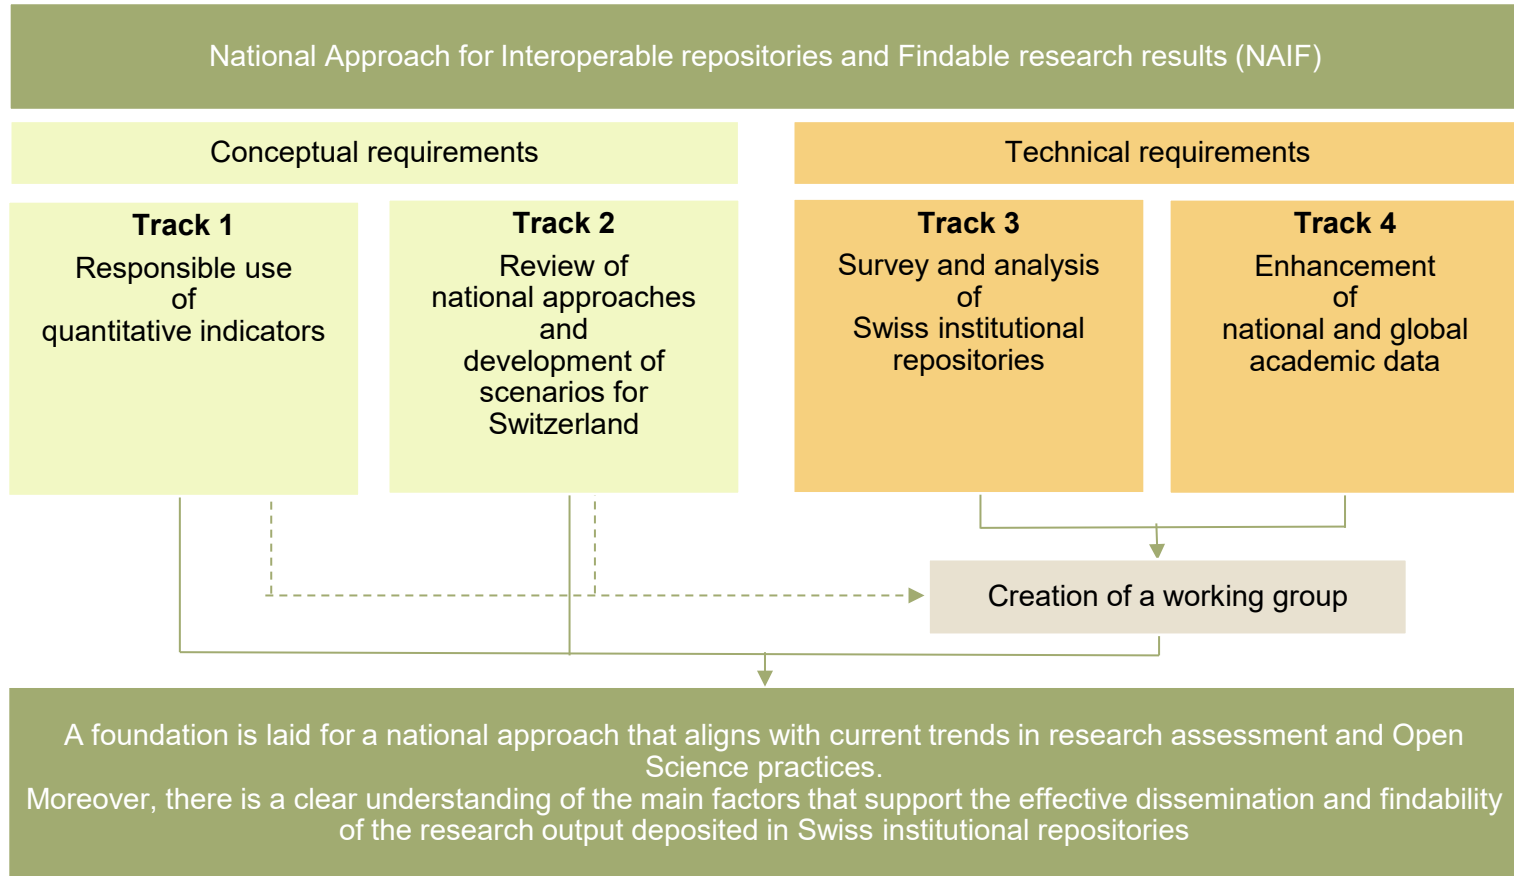 National Approach for Interoperable repositories and Findable research results (NAIF)
Conceptual requirements
Technical requirements
Track 1
Responsible use
of
quantitative indicators
Track 2
Review of
national approaches
and
development of
scenarios for
Switzerland
Track 3
Survey and analysis
of
Swiss institutional
repositories
Track 4
Enhancement
of
national and global
academic data
Creation of a working group
A foundation is laid for a national approach that aligns with current trends in research assessment and Open
Science practices.
Moreover, there is a clear understanding of the main factors that support the effective dissemination and findability
of the research output deposited in Swiss institutional repositories